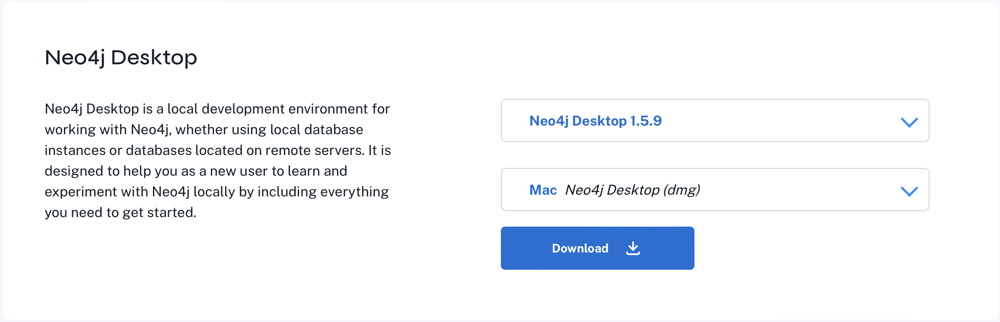 Neo4j Desktop
Neo4j Desktop is a local development environment for
working with Neo4j, whether using local database
instances or databases located on remote servers. It is
designed to help you as a new user to learn and
experiment with Neo4j locally by including everything
you need to get started.
Neo4j Desktop 1.5.9
Mac Neo4j Desktop (dmg)
Download